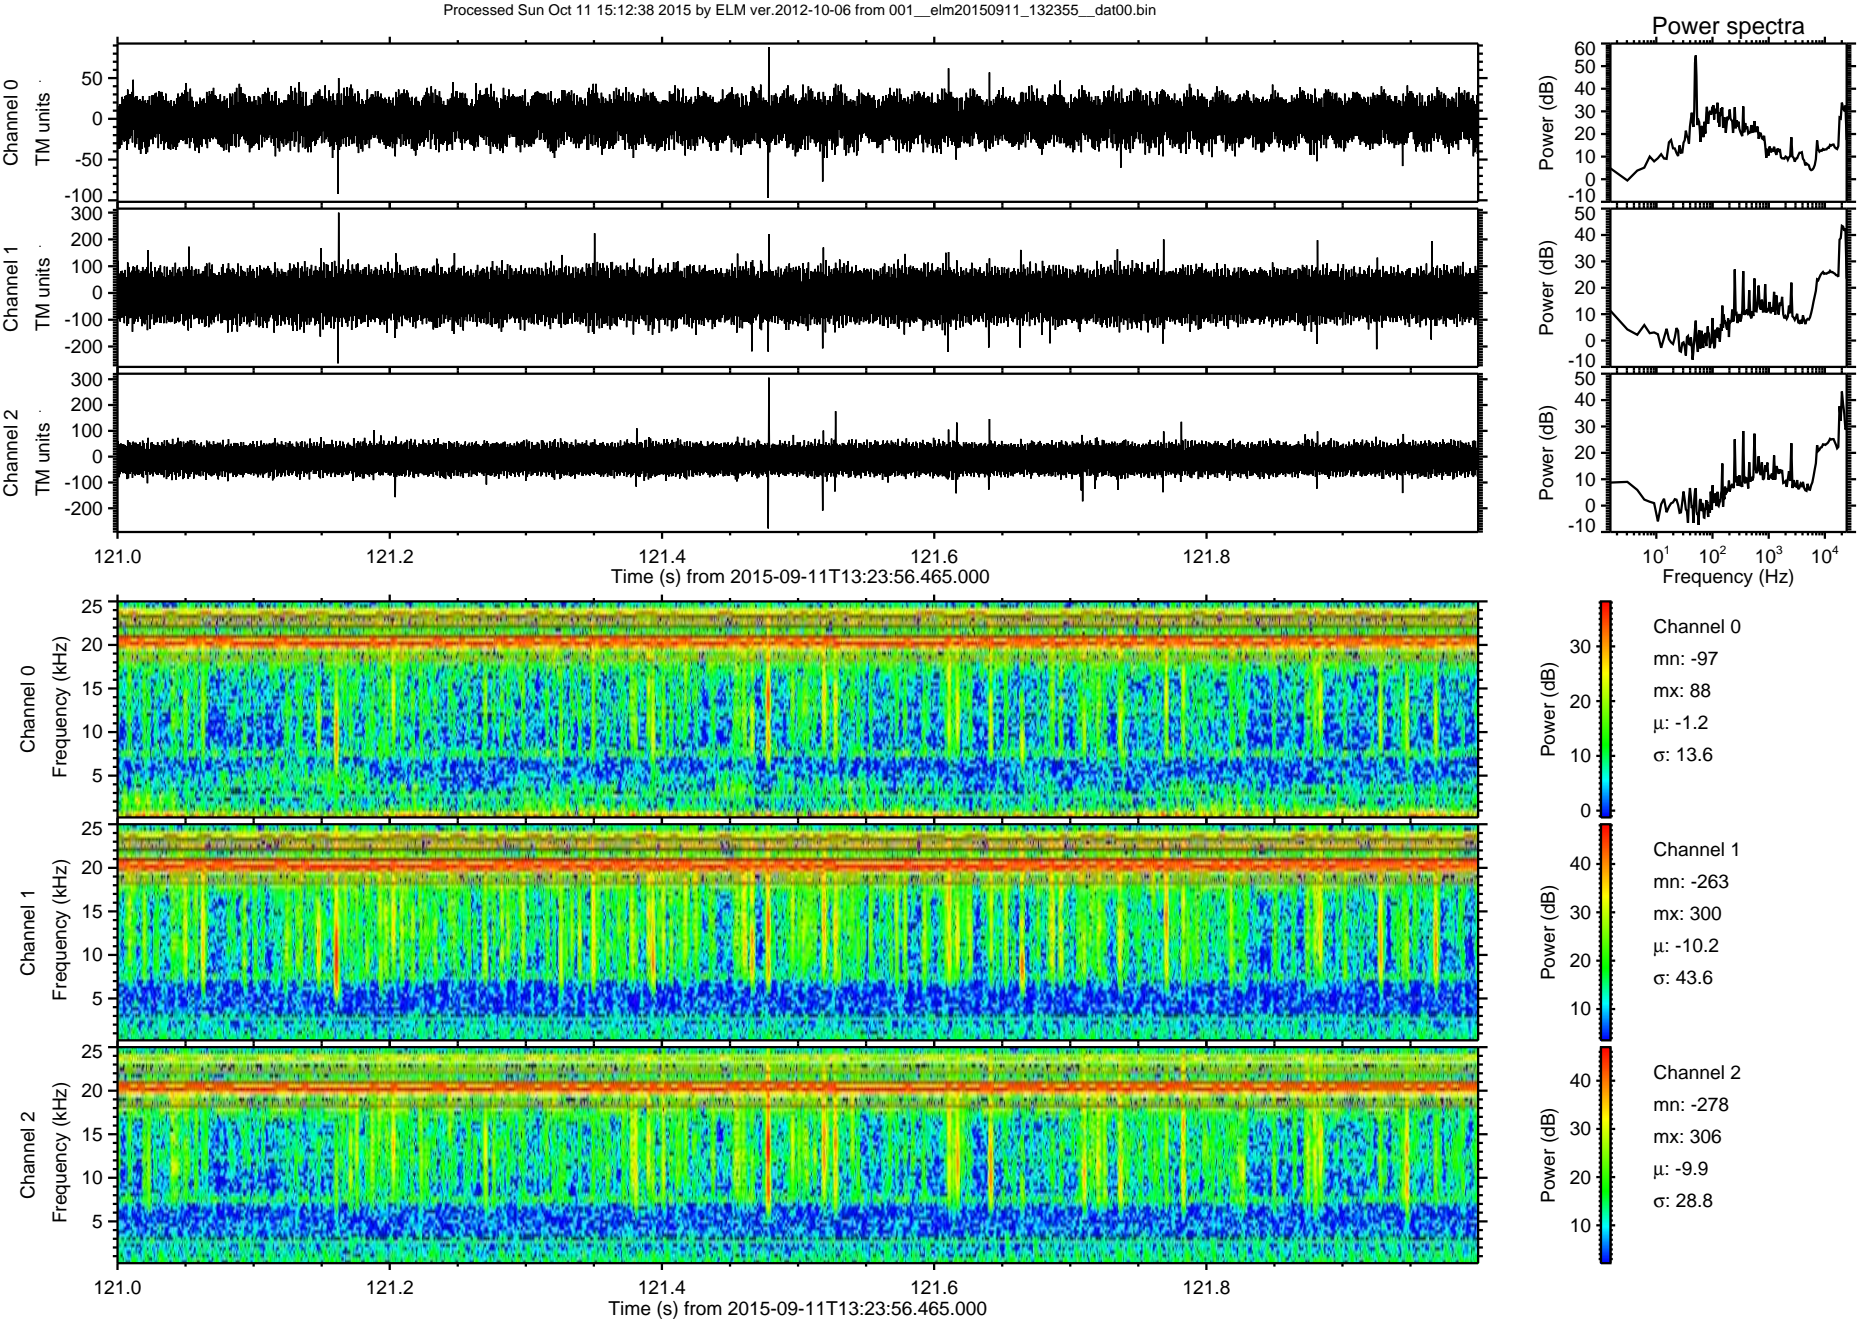 Processed Sun Oct 11 15:12:38 2015 by ELM ver.2012-10-06 from 001__elm20150911_132355__dat00.bin
Power spectra
Channel 0
TM units
50
0
-50
-100
Power (dB)
60
50
40
30
20
10
0
-10
Channel 1
TM units
300
200
100
0
-100
-200
Power (dB)
50
40
30
20
10
0
-10
Channel 2
TM units
300
200
100
0
-100
-200
Power (dB)
50
40
30
20
10
0
-10
121.0 121.2 121.4 121.6 121.8
Time (s) from 2015-09-11T13:23:56.465.000
10^1 10^2 10^3 10^4
Frequency (Hz)
Channel 0
Frequency (kHz)
25
20
15
10
5
Power (dB)
30
20
10
0
Channel 0
mn: -97
mx: 88
μ: -1.2
σ: 13.6
Channel 1
Frequency (kHz)
25
20
15
10
5
Power (dB)
40
30
20
10
Channel 1
mn: -263
mx: 300
μ: -10.2
σ: 43.6
Channel 2
Frequency (kHz)
25
20
15
10
5
Power (dB)
40
30
20
10
Channel 2
mn: -278
mx: 306
μ: -9.9
σ: 28.8
121.0 121.2 121.4 121.6 121.8
Time (s) from 2015-09-11T13:23:56.465.000